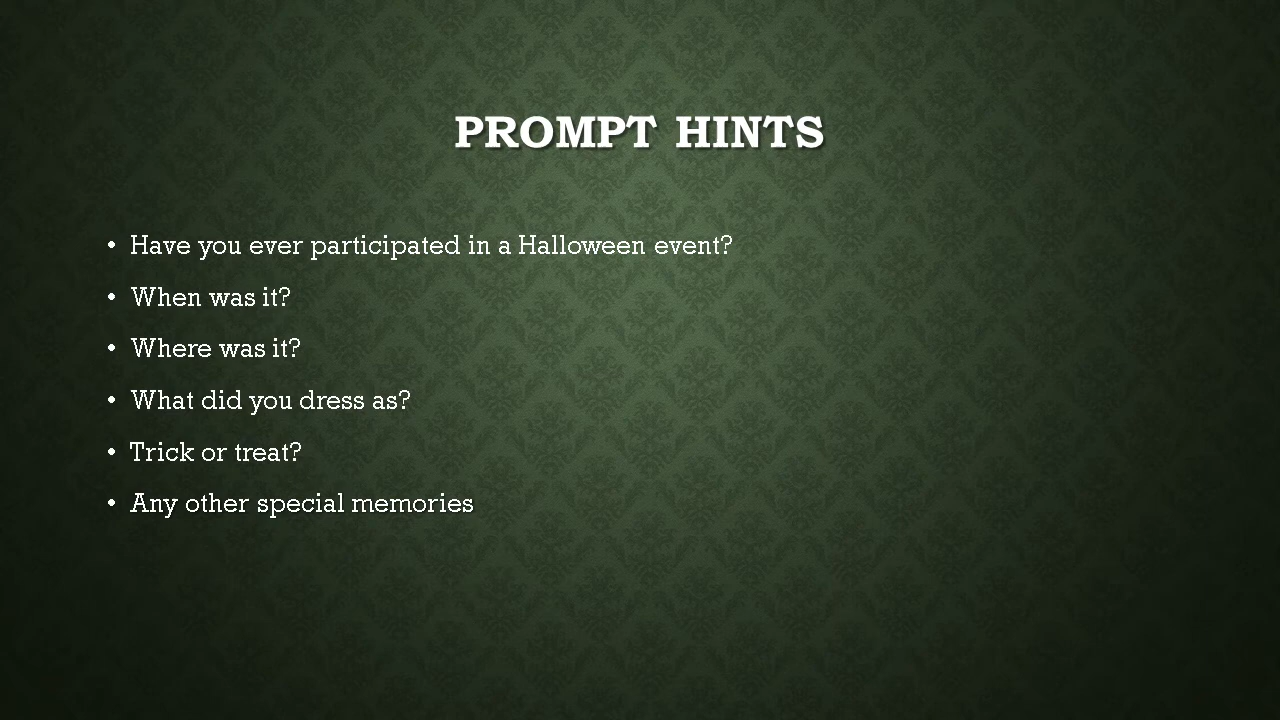 PROMPT HINTS
• Have you ever participated in a Halloween event?
• When was it?
• Where was it?
• What did you dress as?
• Trick or treat?
• Any other special memories